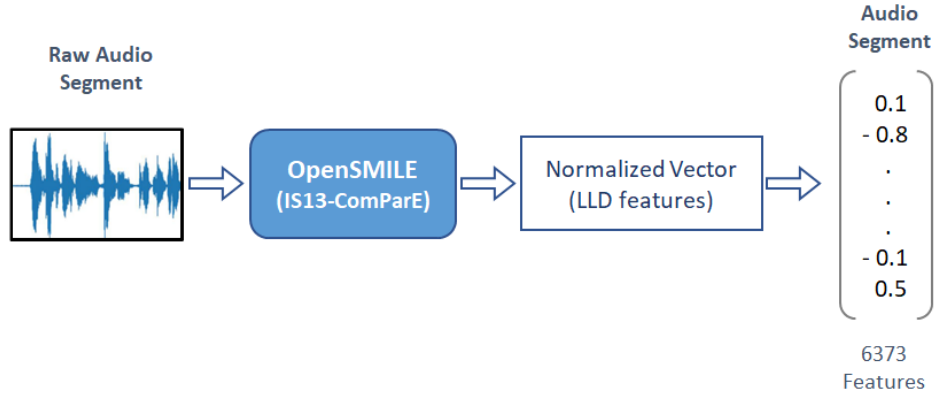 Raw Audio
Segment
OpenSMILE
(IS13-ComParE)
Normalized Vector
(LLD features)
Audio
Segment
0.1
- 0.8
.
.
.
- 0.1
0.5
6373
Features